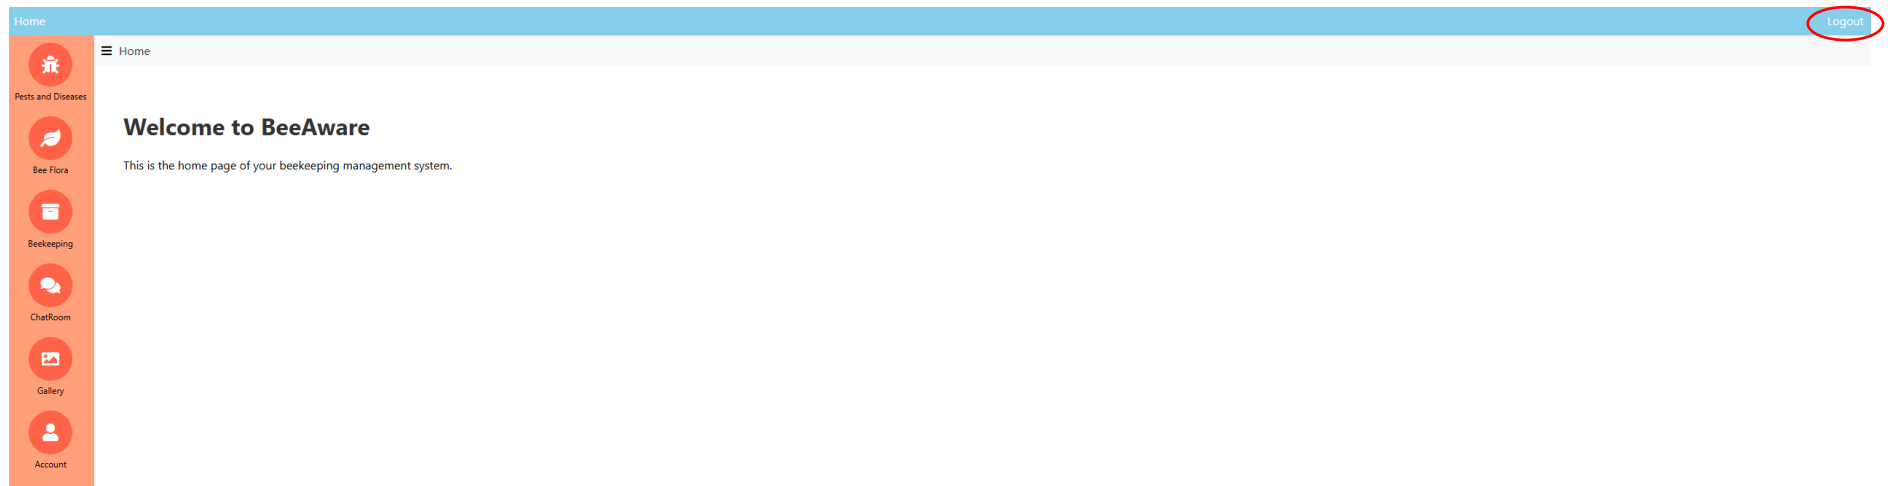 Home
Logout
Home
Pests and Diseases
Bee Flora
Beekeeping
ChatRoom
Gallery
Account
Welcome to BeeAware
This is the home page of your beekeeping management system.